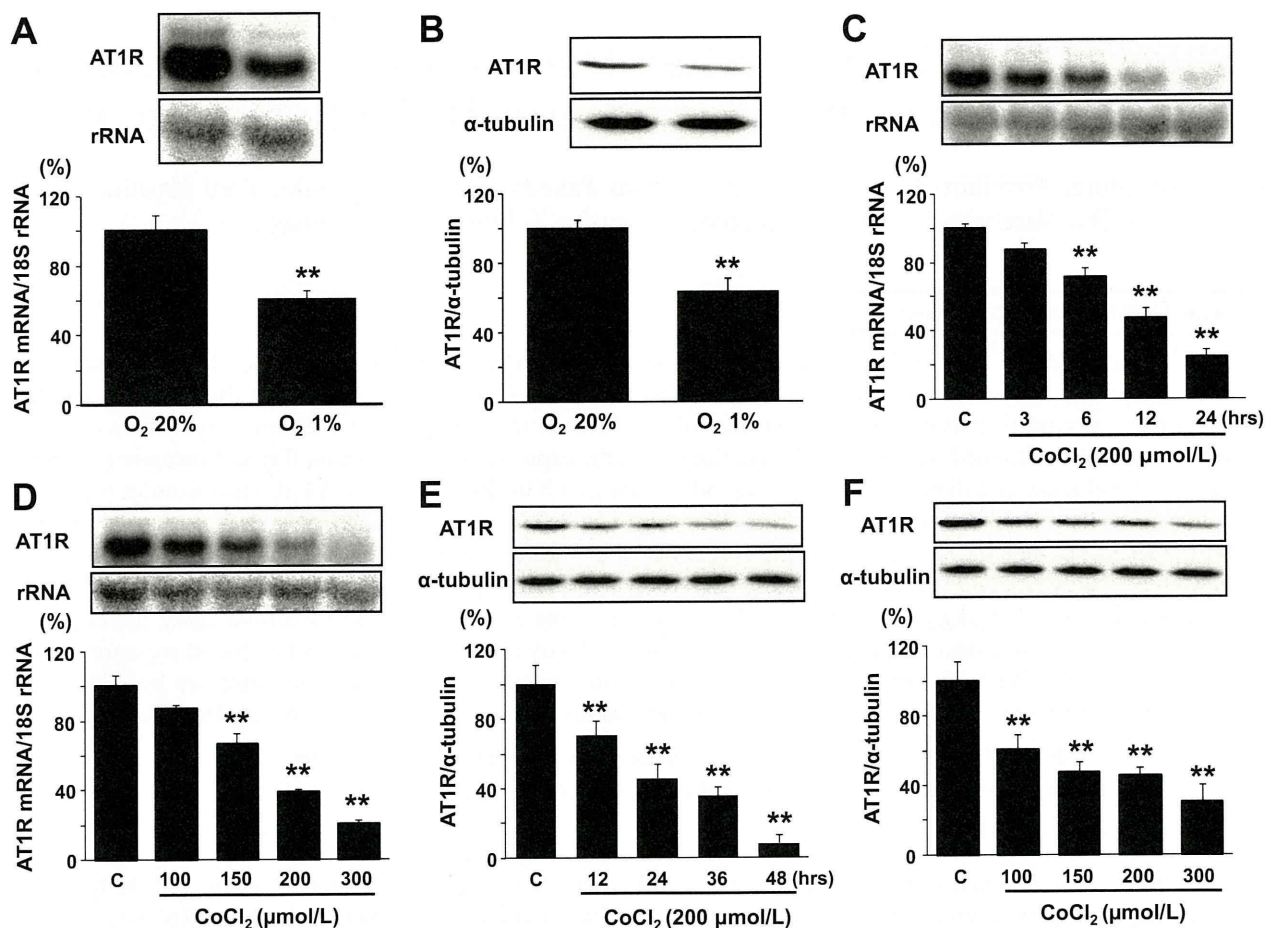 A
AT1R
rRNA
(%)
AT1R mRNA/18S rRNA
120
80
40
0
**
O₂ 20% O₂ 1%
B
AT1R
α-tubulin
(%)
AT1R/α-tubulin
120
80
40
0
**
O₂ 20% O₂ 1%
C
AT1R
rRNA
(%)
AT1R mRNA/18S rRNA
120
80
40
0
** ** **
C 3 6 12 24 (hrs)
CoCl₂ (200 μmol/L)
D
AT1R
rRNA
(%)
AT1R mRNA/18S rRNA
120
80
40
0
** ** **
C 100 150 200 300
CoCl₂ (μmol/L)
E
AT1R
α-tubulin
(%)
AT1R/α-tubulin
120
80
40
0
** ** ** **
C 12 24 36 48 (hrs)
CoCl₂ (200 μmol/L)
F
AT1R
α-tubulin
(%)
AT1R/α-tubulin
120
80
40
0
** ** ** **
C 100 150 200 300
CoCl₂ (μmol/L)